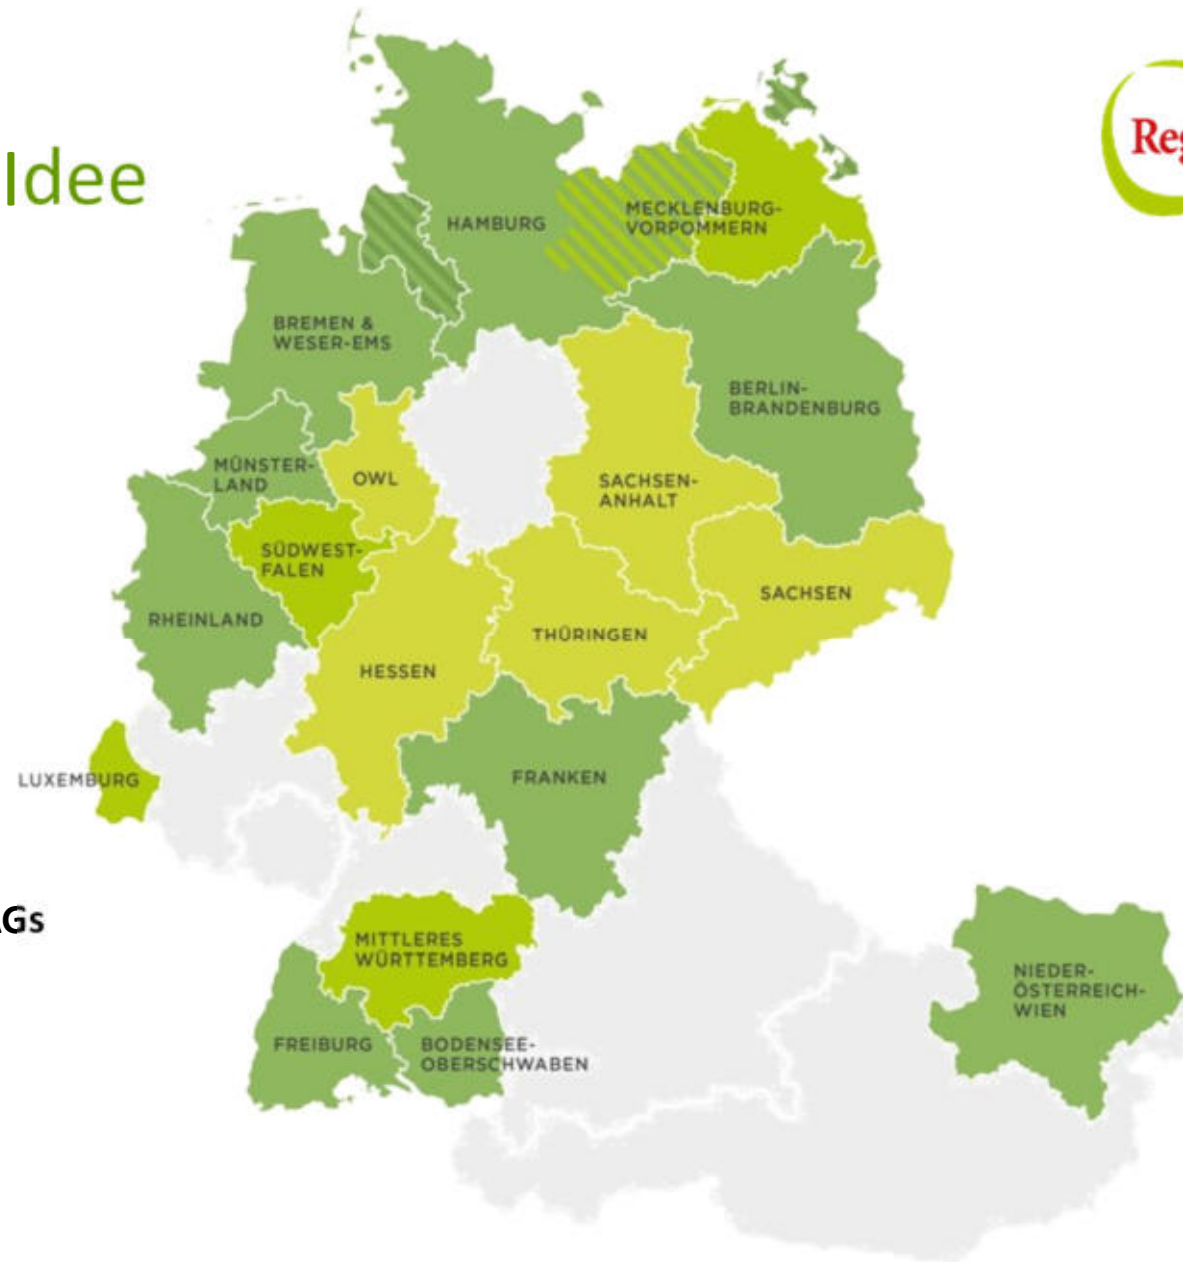 Idee
Reg
HAMBURG
MECKLENBURG-
VORPOMMERN
BREMEN &
WESER-EMS
BERLIN-
BRANDENBURG
MÜNSTER-
LAND
OWL
SACHSEN-
ANHALT
SÜDWEST-
FALEN
SACHSEN
RHEINLAND
THÜRINGEN
HESSEN
LUXEMBURG
FRANKEN
Gs
MITTLERES
WÜRTTEMBERG
NIEDER-
ÖSTERREICH-
WIEN
FREIBURG
BODENSEE-
OBERSCHWABEN